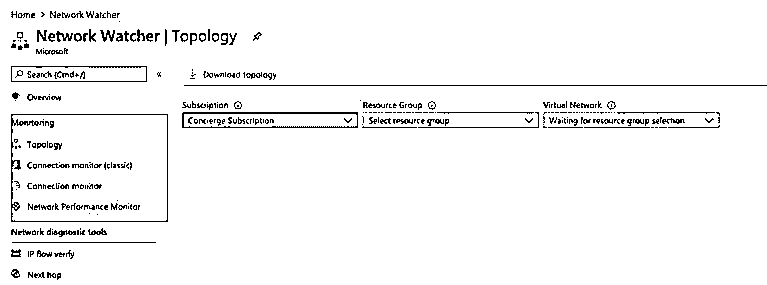 Home > Network Watcher
Network Watcher | Topology
Microsoft
Search (Cmd+/)
«
Download topology
Overview
Subscription
Resource Group
Virtual Network
Concierge Subscription
Select resource group
Waiting for resource group selection
Monitoring
Topology
Connection monitor (classic)
Connection monitor
Network Performance Monitor
Network diagnostic tools
IP flow verify
Next hop